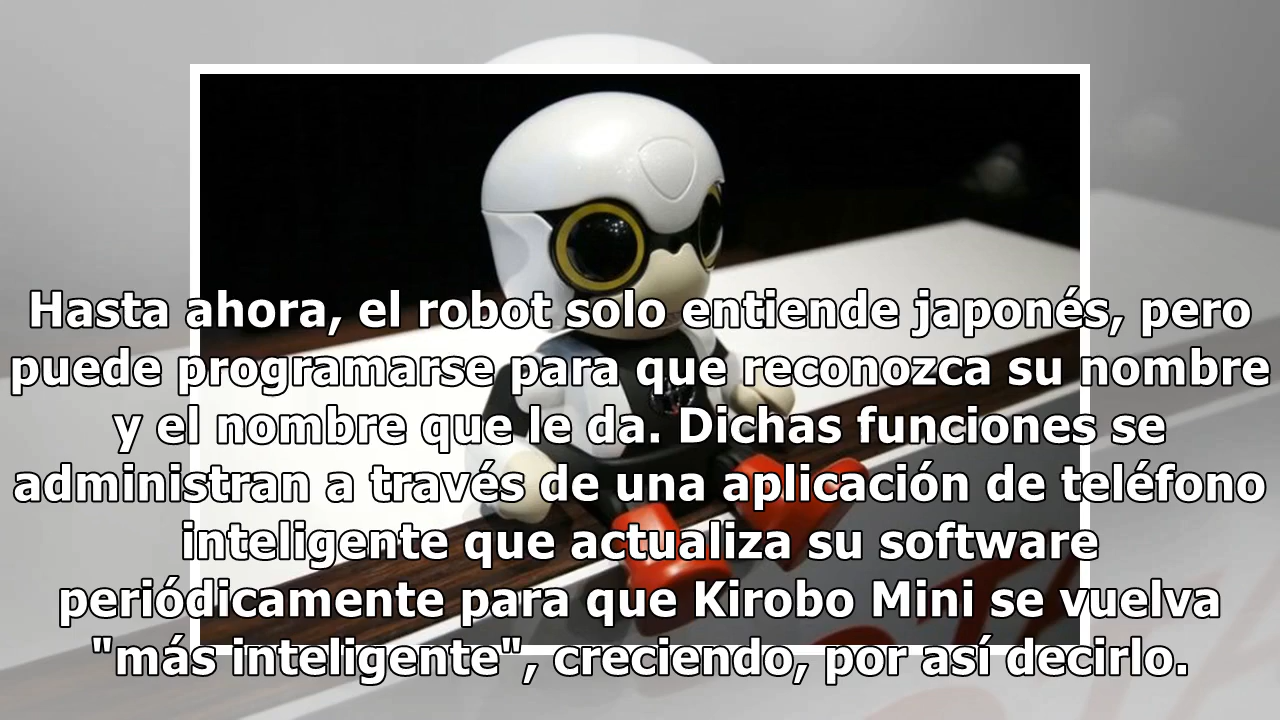 Hasta ahora, el robot solo entiende japonés, pero
puede programarse para que reconozca su nombre
y el nombre que le da. Dichas funciones se
administran a través de una aplicación de teléfono
inteligente que actualiza su software
periódicamente para que Kirobo Mini se vuelva
"más inteligente", creciendo, por así decirlo.